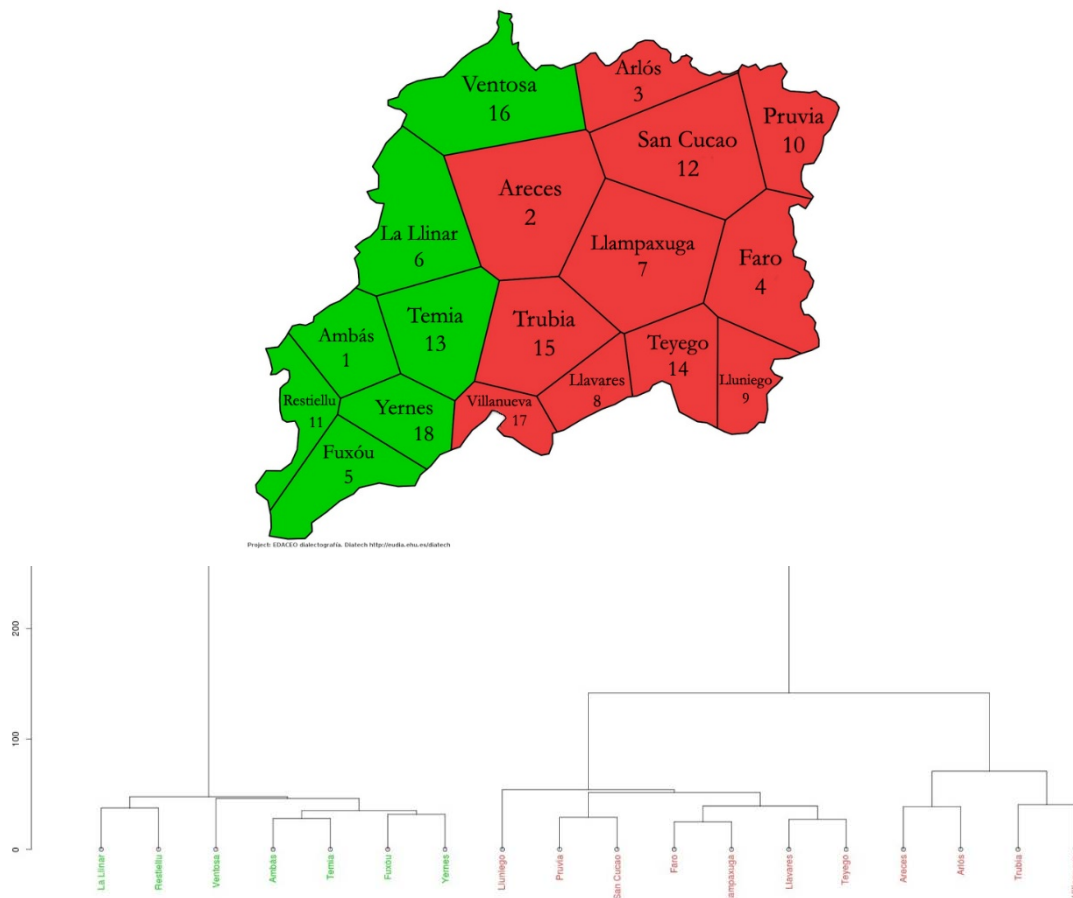 Ventosa
16
Arlós
3
Pruvia
10
San Cucao
12
Areces
2
La Llinar
6
Llampaxuga
7
Faro
4
Temia
13
Trubia
15
Ambás
1
Teyego
14
Llavares
8
Lluniego
9
Restiellu
11
Yernes
18
Villanueva
17
Fuxóu
5
Project: EDACEO dialectografía. Diatech http://eudia.ehu.es/diatech
200
100
0
La Llinar
Restiellu
Ventosa
Ambás
Temia
Fuxou
Yernes
Lluniego
Pruvia
San Cucao
Faro
ampaxuga
Llavares
Teyego
Areces
Arlós
Trubia